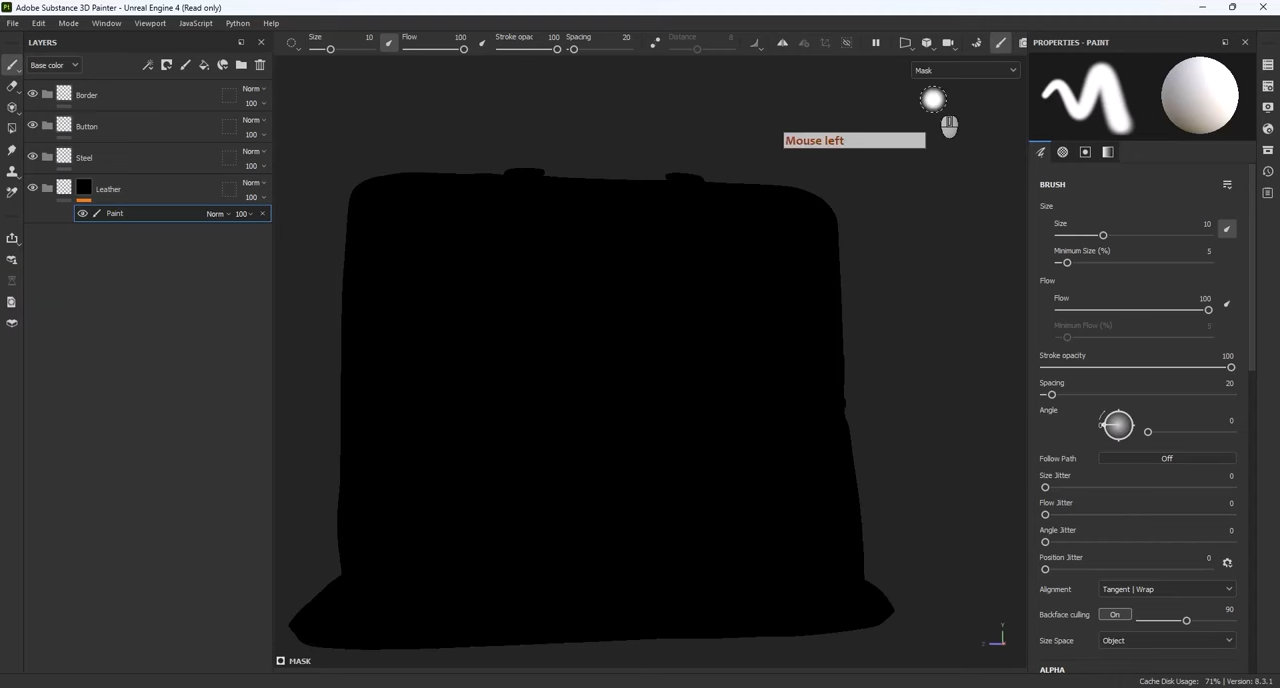 Pt Adobe Substance 3D Painter - Unreal Engine 4 (Read only)
File Edit Mode Window Viewport JavaScript Python Help
LAYERS
Size 10 Flow 100 Stroke opac 100 Spacing 20 Distance 8
PROPERTIES - PAINT
Base color
Mask
Border Norm 100
Button Norm 100
Steel Norm 100
Leather Norm 100
Paint Norm 100
Mouse left
BRUSH
Size
Size 10
Minimum Size (%) 5
Flow
Flow 100
Minimum Flow (%) 5
Stroke opacity 100
Spacing 20
Angle 0
Follow Path Off
Size Jitter 0
Flow Jitter 0
Angle Jitter 0
Position Jitter 0
Alignment Tangent | Wrap
Backface culling On 90
Size Space Object
ALPHA
Y
Z
MASK
Cache Disk Usage: 71% | Version: 8.3.1